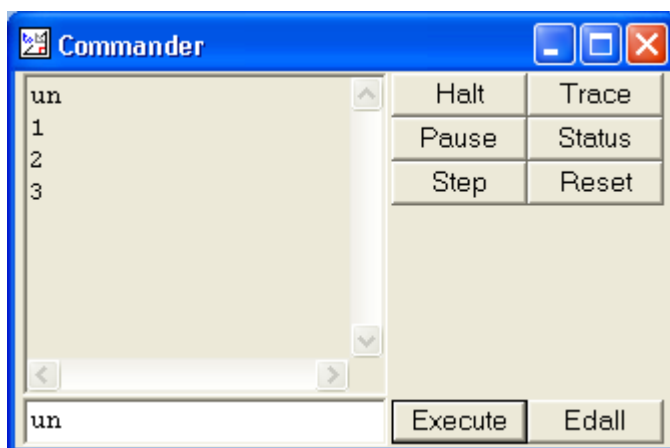 Commander
un
1
2
3
Halt
Trace
Pause
Status
Step
Reset
un
Execute
Edall